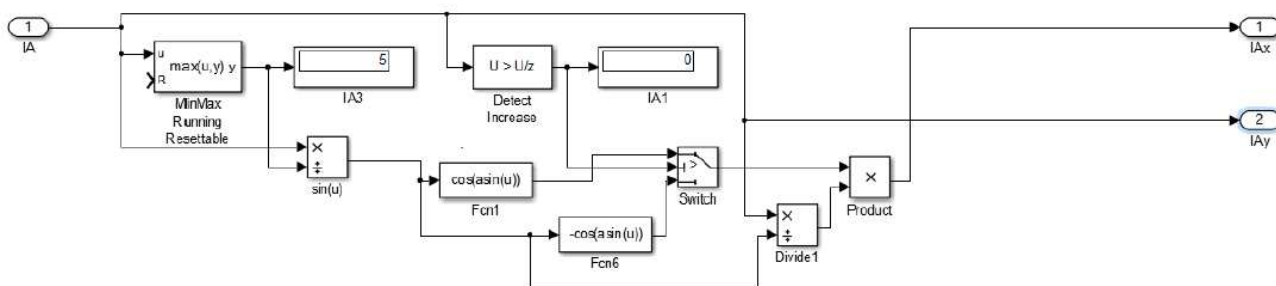 1
IA
u
R
max(u,y) y
MinMax
Running
Resettable
5
IA3
U > U/z
Detect
Increase
0
IA1
1
IAx
2
IAy
×
÷
sin(u)
cos(asin(u))
Fcn1
-cos(asin(u))
Fcn6
>
Switch
×
÷
Divide1
×
Product